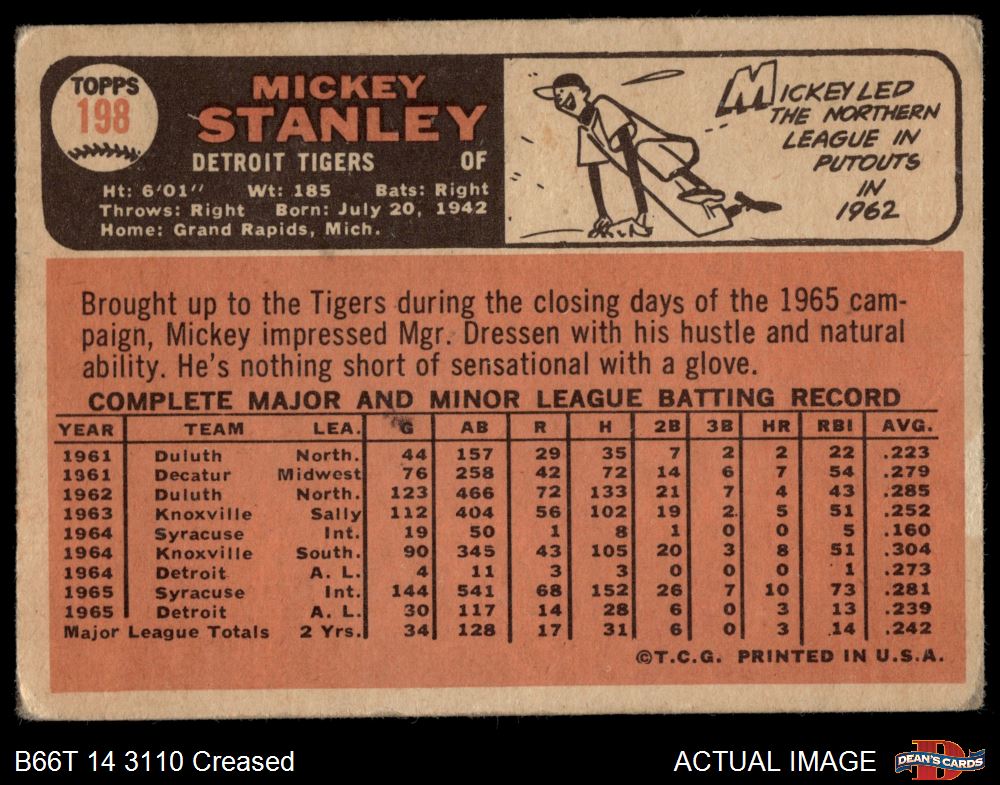 TOPPS
198
MICKEY
STANLEY
DETROIT TIGERS OF
Ht: 6'01" Wt: 185 Bats: Right
Throws: Right Born: July 20, 1942
Home: Grand Rapids, Mich.
MICKEY LED
THE NORTHERN
LEAGUE IN
PUTOUTS
IN
1962
Brought up to the Tigers during the closing days of the 1965 cam-
paign, Mickey impressed Mgr. Dressen with his hustle and natural
ability. He's nothing short of sensational with a glove.
COMPLETE MAJOR AND MINOR LEAGUE BATTING RECORD
YEAR TEAM LEA. G AB R H 2B 3B HR RBI AVG.
1961 Duluth North. 44 157 29 35 7 2 2 22 .223
1961 Decatur Midwest 76 258 42 72 14 6 7 54 .279
1962 Duluth North. 123 466 72 133 21 7 4 43 .285
1963 Knoxville Sally 112 404 56 102 19 2 5 51 .252
1964 Syracuse Int. 19 50 1 8 1 0 0 5 .160
1964 Knoxville South. 90 345 43 105 20 3 8 51 .304
1964 Detroit A. L. 4 11 3 3 0 0 0 1 .273
1965 Syracuse Int. 144 541 68 152 26 7 10 73 .281
1965 Detroit A. L. 30 117 14 28 6 0 3 13 .239
Major League Totals 2 Yrs. 34 128 17 31 6 0 3 14 .242
©T.C.G. PRINTED IN U.S.A.
B66T 14 3110 Creased
ACTUAL IMAGE
D
DEAN'S CARDS